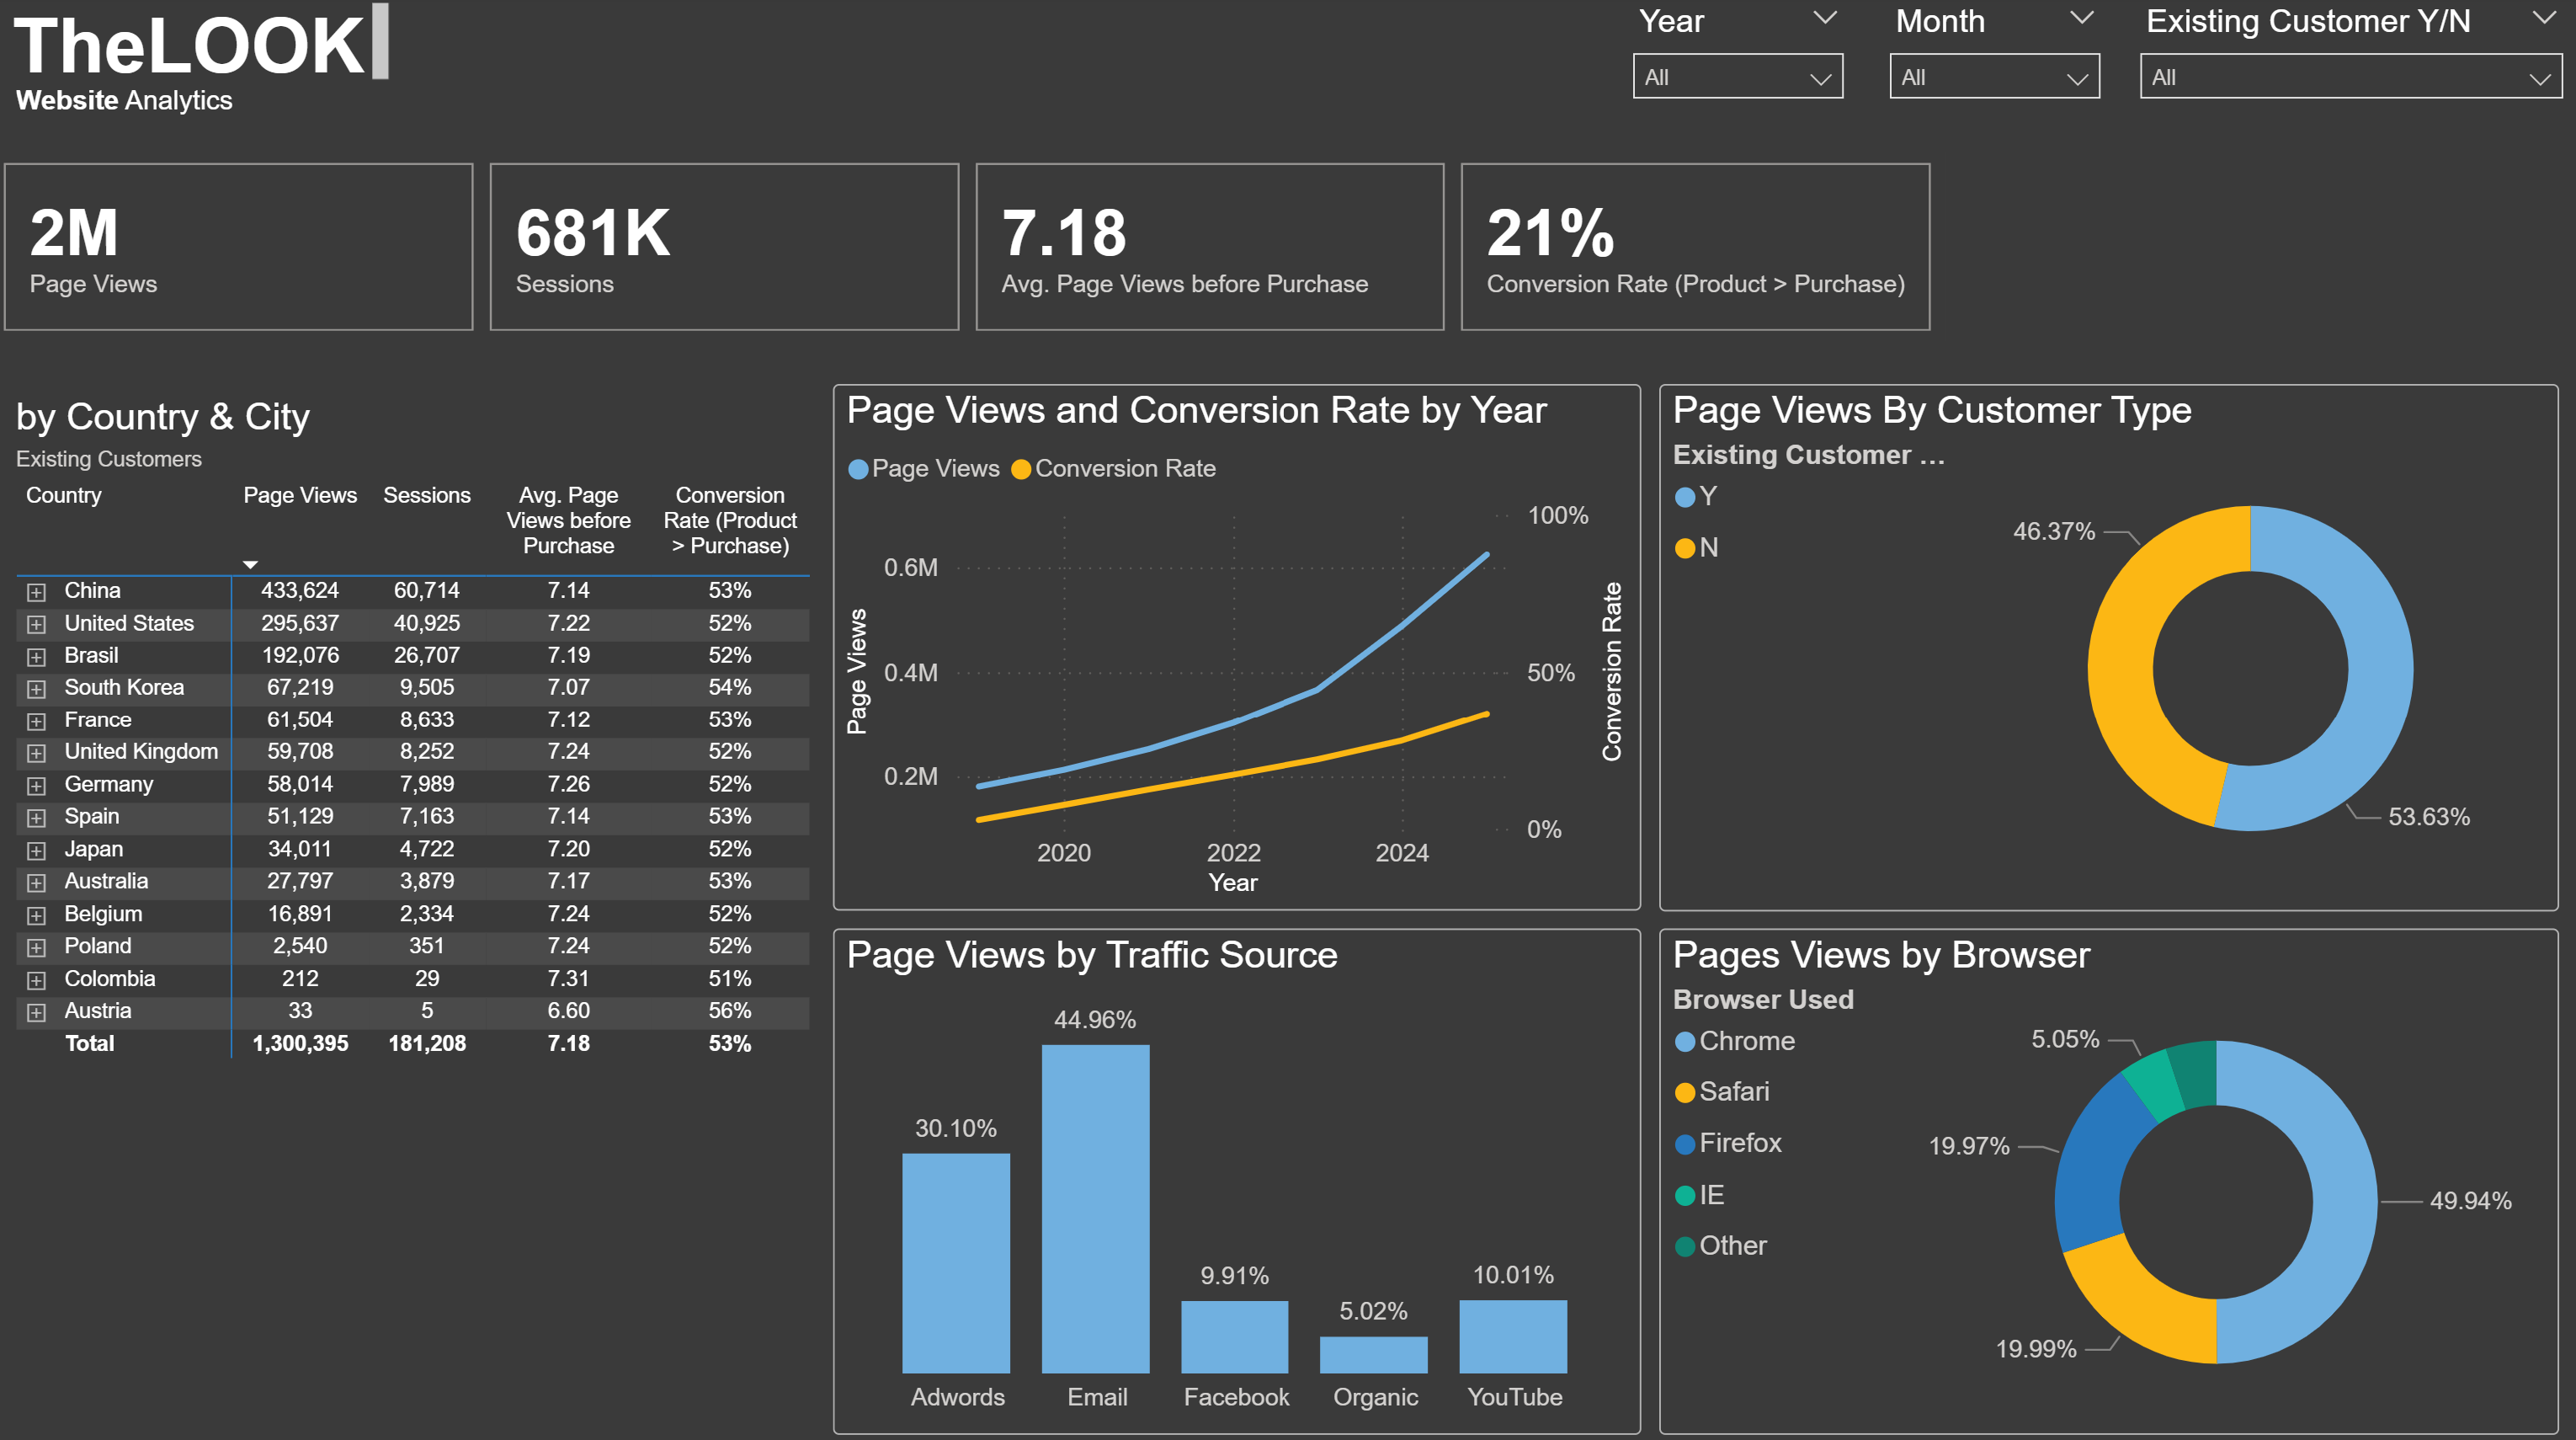 TheLOOK
Website Analytics
Year
All
Month
All
Existing Customer Y/N
All
2M
Page Views
681K
Sessions
7.18
Avg. Page Views before Purchase
21%
Conversion Rate (Product > Purchase)
by Country & City
Existing Customers
Country Page Views Sessions Avg. Page Views before Purchase Conversion Rate (Product > Purchase)
China 433,624 60,714 7.14 53%
United States 295,637 40,925 7.22 52%
Brasil 192,076 26,707 7.19 52%
South Korea 67,219 9,505 7.07 54%
France 61,504 8,633 7.12 53%
United Kingdom 59,708 8,252 7.24 52%
Germany 58,014 7,989 7.26 52%
Spain 51,129 7,163 7.14 53%
Japan 34,011 4,722 7.20 52%
Australia 27,797 3,879 7.17 53%
Belgium 16,891 2,334 7.24 52%
Poland 2,540 351 7.24 52%
Colombia 212 29 7.31 51%
Austria 33 5 6.60 56%
Total 1,300,395 181,208 7.18 53%
Page Views and Conversion Rate by Year
Page Views Conversion Rate
Page Views
0.6M
0.4M
0.2M
100%
50%
0%
Conversion Rate
2020 2022 2024
Year
Page Views By Customer Type
Existing Customer ...
Y
N
46.37%
53.63%
Page Views by Traffic Source
30.10%
44.96%
9.91%
5.02%
10.01%
Adwords Email Facebook Organic YouTube
Pages Views by Browser
Browser Used
Chrome
Safari
Firefox
IE
Other
5.05%
19.97%
49.94%
19.99%